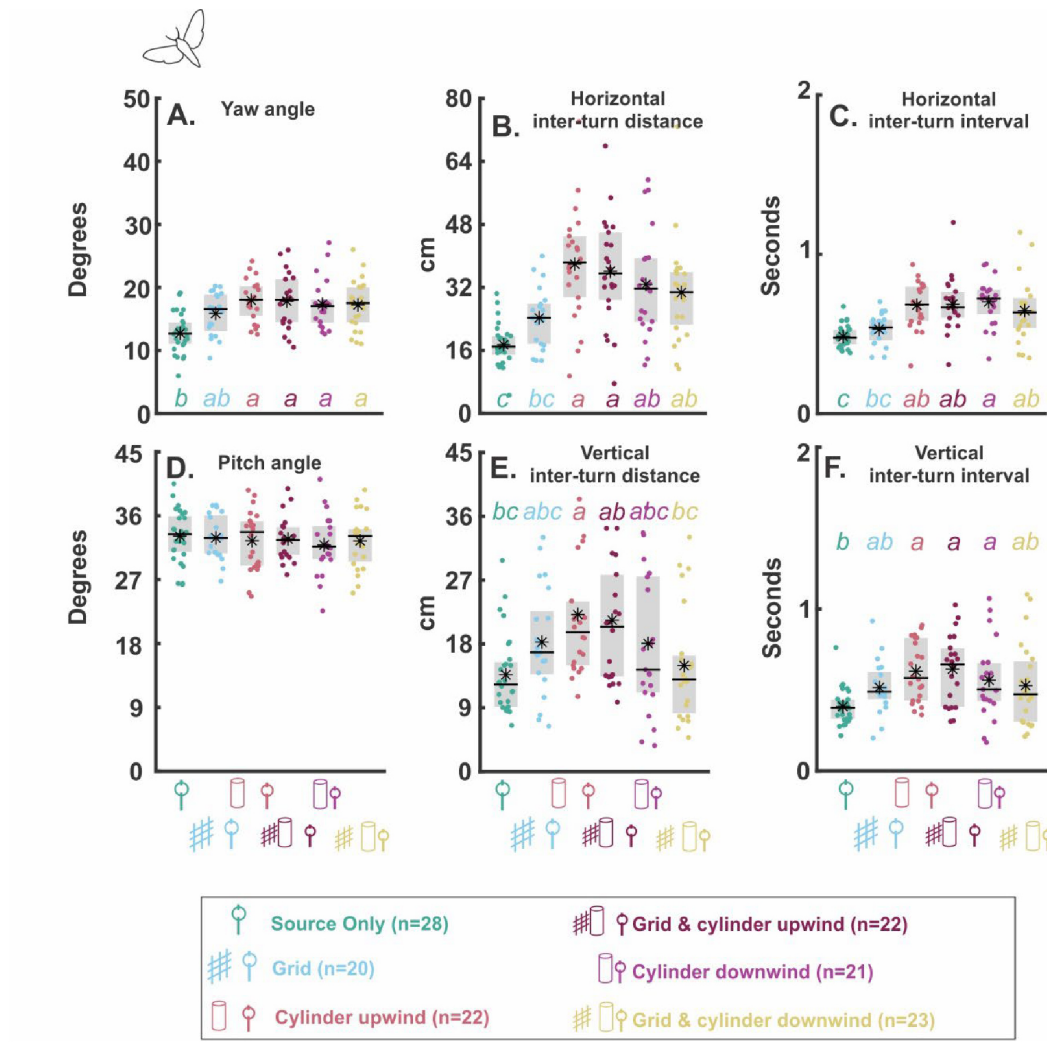 A. Yaw angle
50
40
30
20
10
0
Degrees
b ab a a a a
B. Horizontal
inter-turn distance
80
64
48
32
16
0
cm
c bc a a ab ab
C. Horizontal
inter-turn interval
2
1
0
Seconds
c bc ab ab a ab
D. Pitch angle
45
36
27
18
9
0
Degrees
E. Vertical
inter-turn distance
45
36
27
18
9
0
cm
bc abc a ab abc bc
F. Vertical
inter-turn interval
2
1
0
Seconds
b ab a a a ab
Source Only (n=28)
Grid (n=20)
Cylinder upwind (n=22)
Grid & cylinder upwind (n=22)
Cylinder downwind (n=21)
Grid & cylinder downwind (n=23)